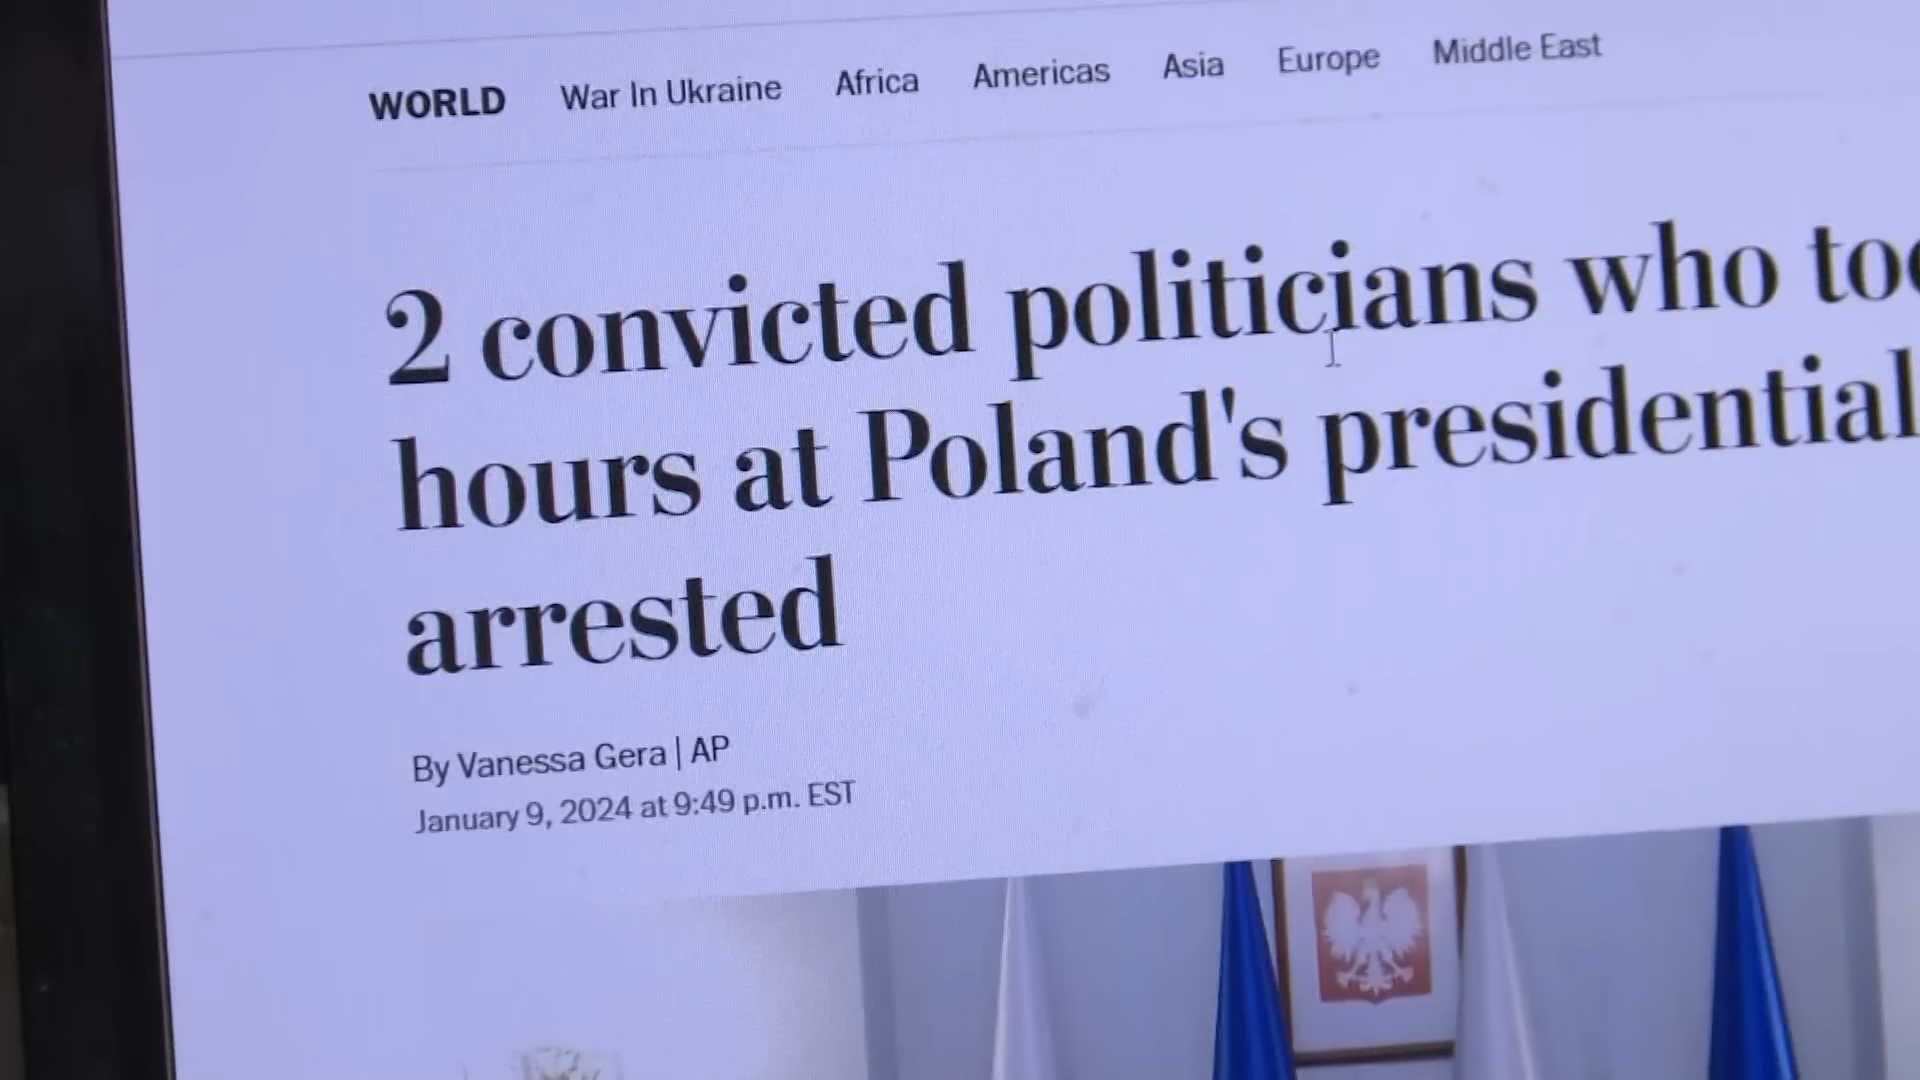 WORLD War In Ukraine Africa Americas Asia Europe Middle East
2 convicted politicians who
hours at Poland's presidential
arrested
By Vanessa Gera | AP
January 9, 2024 at 9:49 p.m. EST